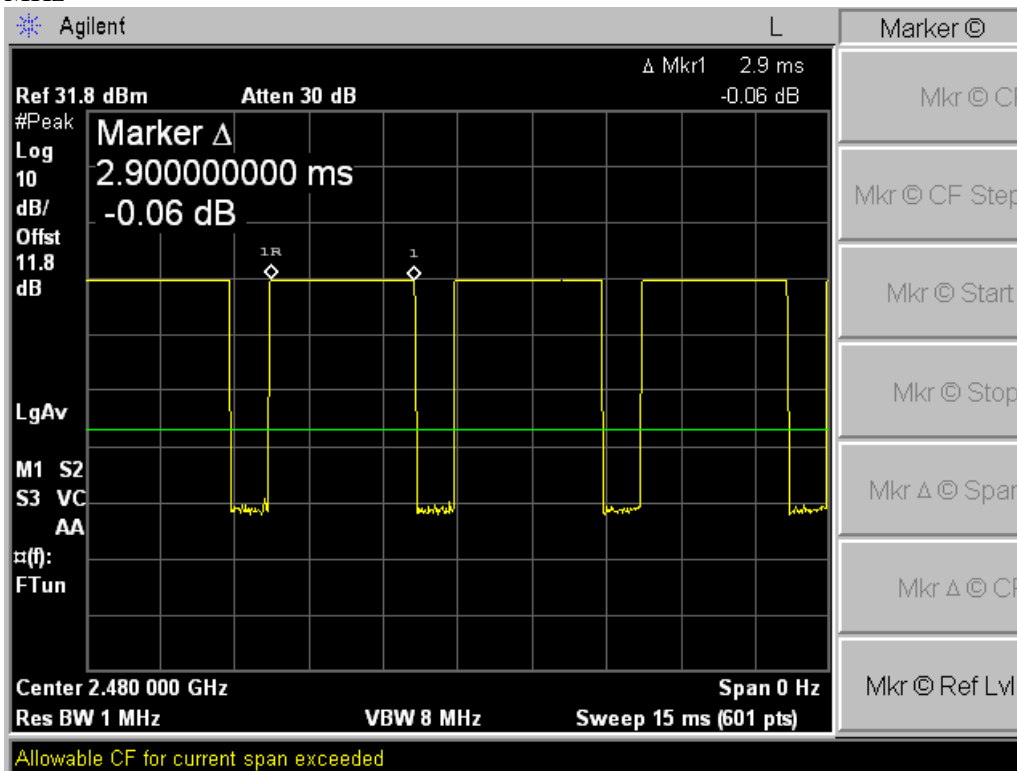 Agilent L Marker ©
Δ Mkr1 2.9 ms
Ref 31.8 dBm Atten 30 dB -0.06 dB
#Peak
Log
10
dB/
Offst
11.8
dB
Marker Δ
2.900000000 ms
-0.06 dB
1R 1
LgAv
M1 S2
S3 VC
AA
¤(f):
FTun
Center 2.480 000 GHz Span 0 Hz
Res BW 1 MHz VBW 8 MHz Sweep 15 ms (601 pts)
Allowable CF for current span exceeded
Mkr © CF
Mkr © CF Step
Mkr © Start
Mkr © Stop
Mkr Δ © Span
Mkr Δ © CF
Mkr © Ref Lvl